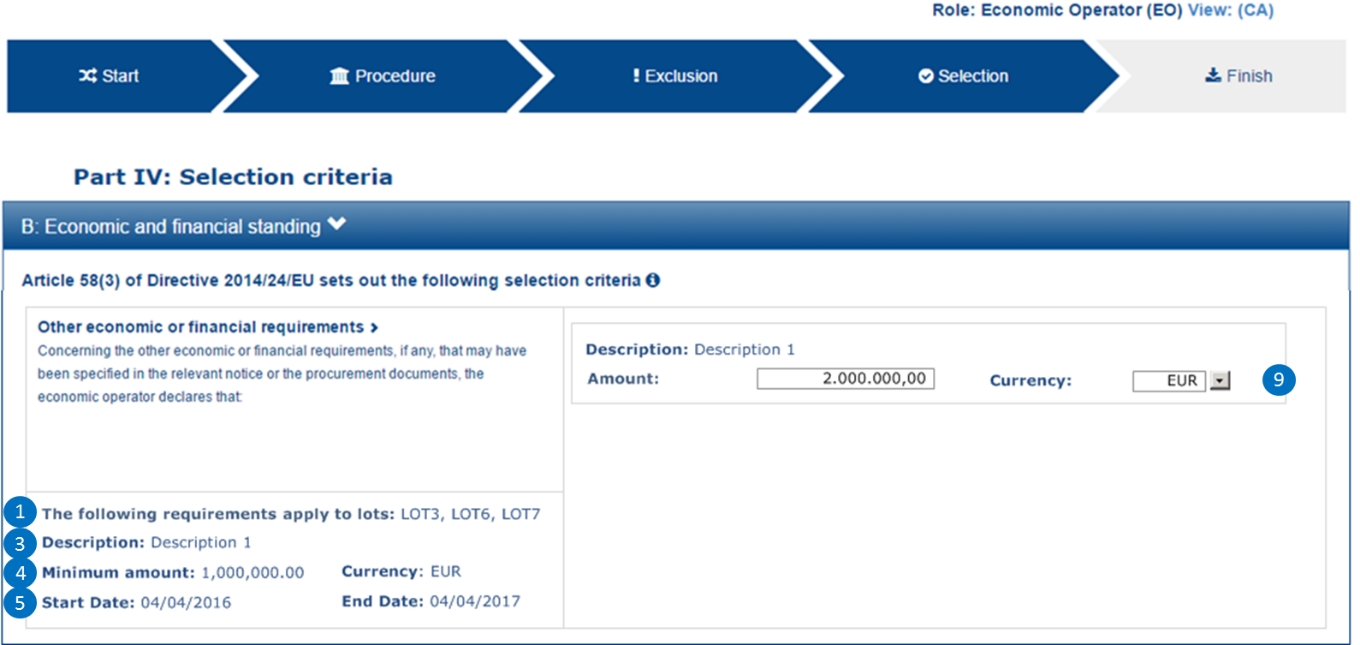 Role: Economic Operator (EO) View: (CA)
Start
Procedure
! Exclusion
Selection
Finish
Part IV: Selection criteria
B: Economic and financial standing
Article 58(3) of Directive 2014/24/EU sets out the following selection criteria
Other economic or financial requirements >
Concerning the other economic or financial requirements, if any, that may have
been specified in the relevant notice or the procurement documents, the
economic operator declares that:
Description: Description 1
Amount: 2.000.000,00 Currency: EUR 9
1 The following requirements apply to lots: LOT3, LOT6, LOT7
3 Description: Description 1
4 Minimum amount: 1,000,000.00 Currency: EUR
5 Start Date: 04/04/2016 End Date: 04/04/2017